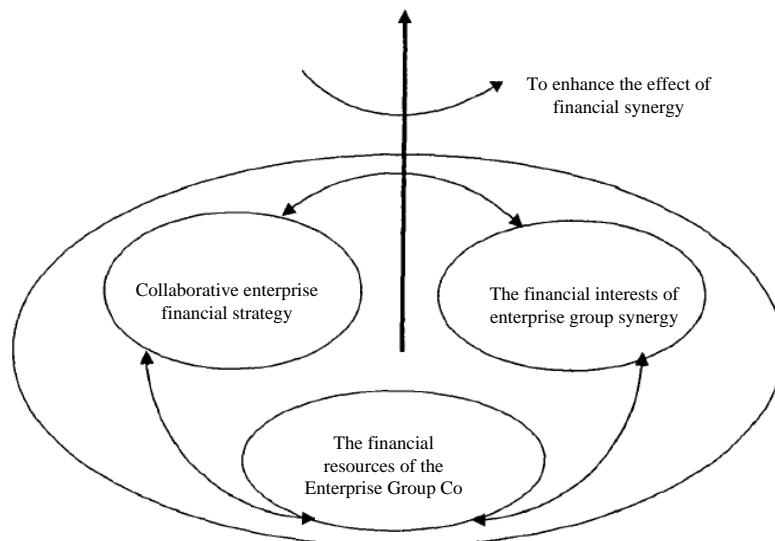 To enhance the effect of
financial synergy
Collaborative enterprise
financial strategy
The financial interests of
enterprise group synergy
The financial
resources of the
Enterprise Group Co